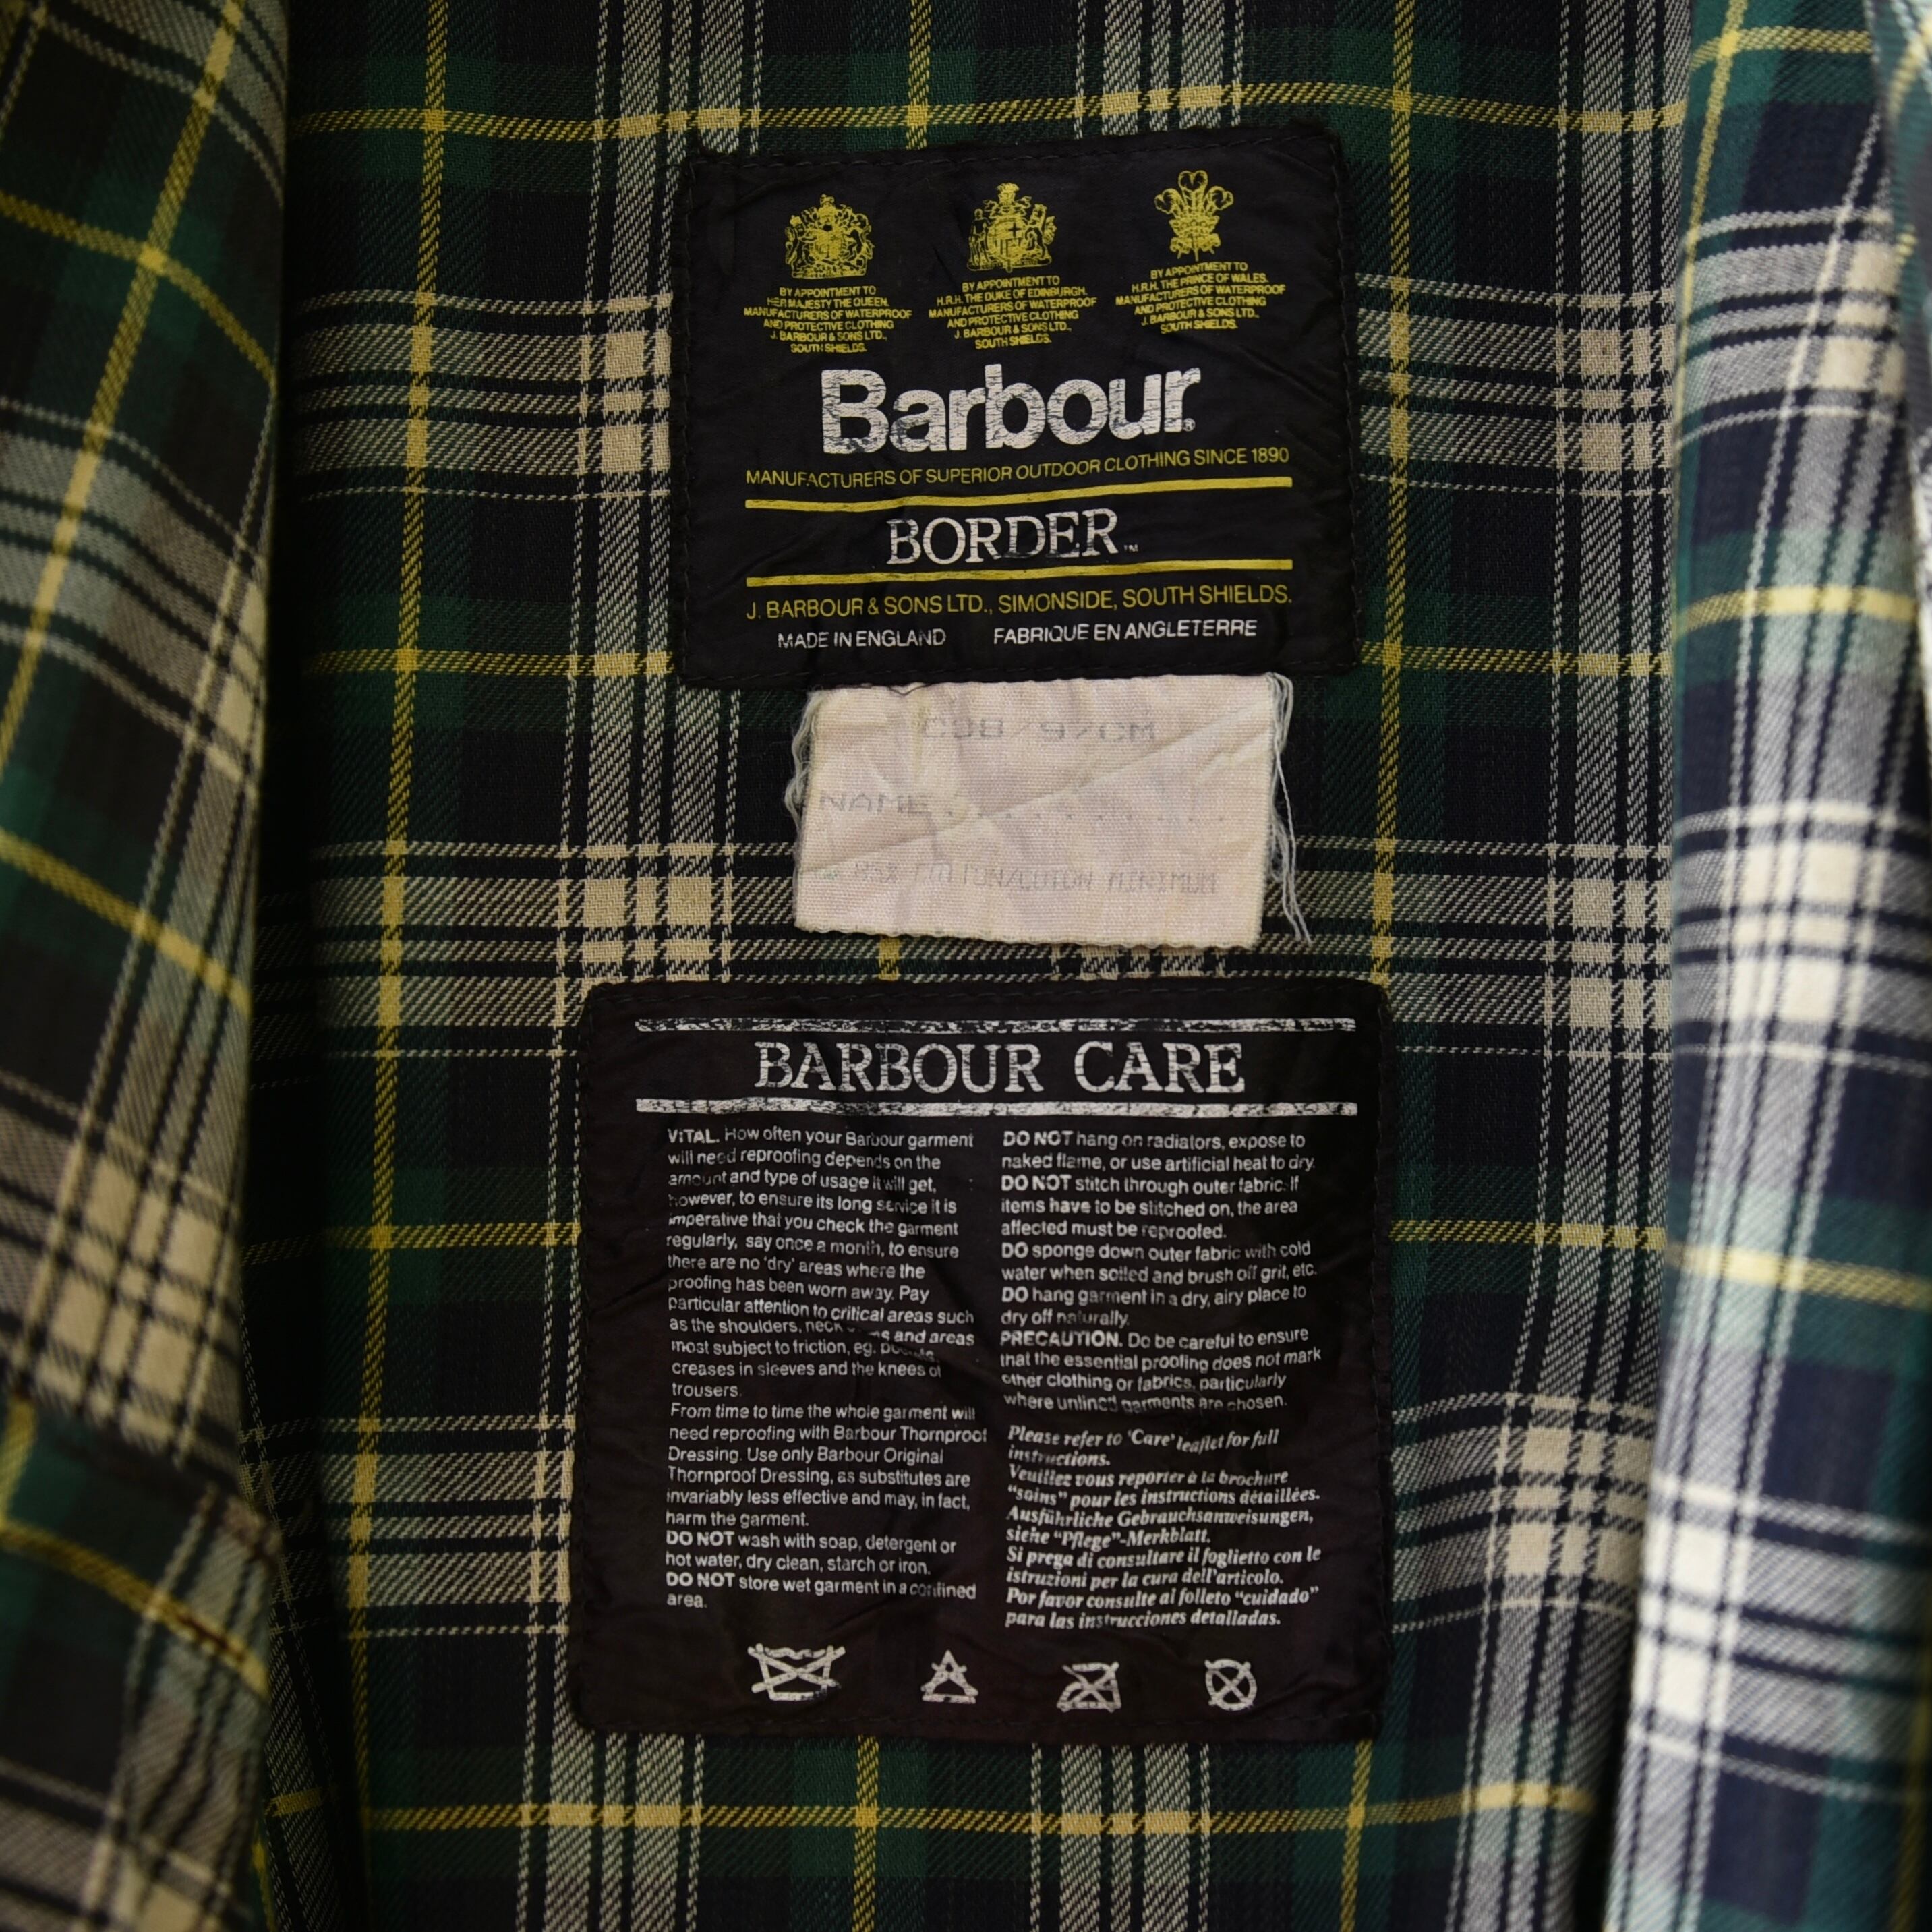 BY APPOINTMENT TO
HER MAJESTY THE QUEEN.
MANUFACTURERS OF WATERPROOF
AND PROTECTIVE CLOTHING
J. BARBOUR & SONS LTD.,
SOUTH SHIELDS.
BY APPOINTMENT TO
H.R.H. THE DUKE OF EDINBURGH.
MANUFACTURERS OF WATERPROOF
AND PROTECTIVE CLOTHING
J. BARBOUR & SONS LTD.,
SOUTH SHIELDS.
BY APPOINTMENT TO
H.R.H. THE PRINCE OF WALES.
MANUFACTURERS OF WATERPROOF
AND PROTECTIVE CLOTHING
J. BARBOUR & SONS LTD.,
SOUTH SHIELDS.
Barbour®
MANUFACTURERS OF SUPERIOR OUTDOOR CLOTHING SINCE 1890
BORDER™
J. BARBOUR & SONS LTD., SIMONSIDE, SOUTH SHIELDS.
MADE IN ENGLAND FABRIQUE EN ANGLETERRE
NAME...........
85% COTTON/COTON MINIMUM
BARBOUR CARE
VITAL. How often your Barbour garment
will need reproofing depends on the
amount and type of usage it will get,
however, to ensure its long service it is
imperative that you check the garment
regularly, say once a month, to ensure
there are no 'dry' areas where the
proofing has been worn away. Pay
particular attention to critical areas such
as the shoulders, neck and areas
most subject to friction, eg.
creases in sleeves and the knees of
trousers.
From time to time the whole garment will
need reproofing with Barbour Thornproof
Dressing. Use only Barbour Original
Thornproof Dressing, as substitutes are
invariably less effective and may, in fact,
harm the garment.
DO NOT wash with soap, detergent or
hot water, dry clean, starch or iron.
DO NOT store wet garment in a confined
area.
DO NOT hang on radiators, expose to
naked flame, or use artificial heat to dry.
DO NOT stitch through outer fabric. If
items have to be stitched on, the area
affected must be reproofed.
DO sponge down outer fabric with cold
water when soiled and brush off grit, etc.
DO hang garment in a dry, airy place to
dry off naturally.
PRECAUTION. Do be careful to ensure
that the essential proofing does not mark
other clothing or fabrics, particularly
where unlined garments are chosen.
Please refer to 'Care' leaflet for full
instructions.
Veuillez vous reporter à la brochure
"soins" pour les instructions détaillées.
Ausführliche Gebrauchsanweisungen,
siehe "Pflege"-Merkblatt.
Si prega di consultare il foglietto con le
istruzioni per la cura dell'articolo.
Por favor consulte al folleto "cuidado"
para las instrucciones detalladas.